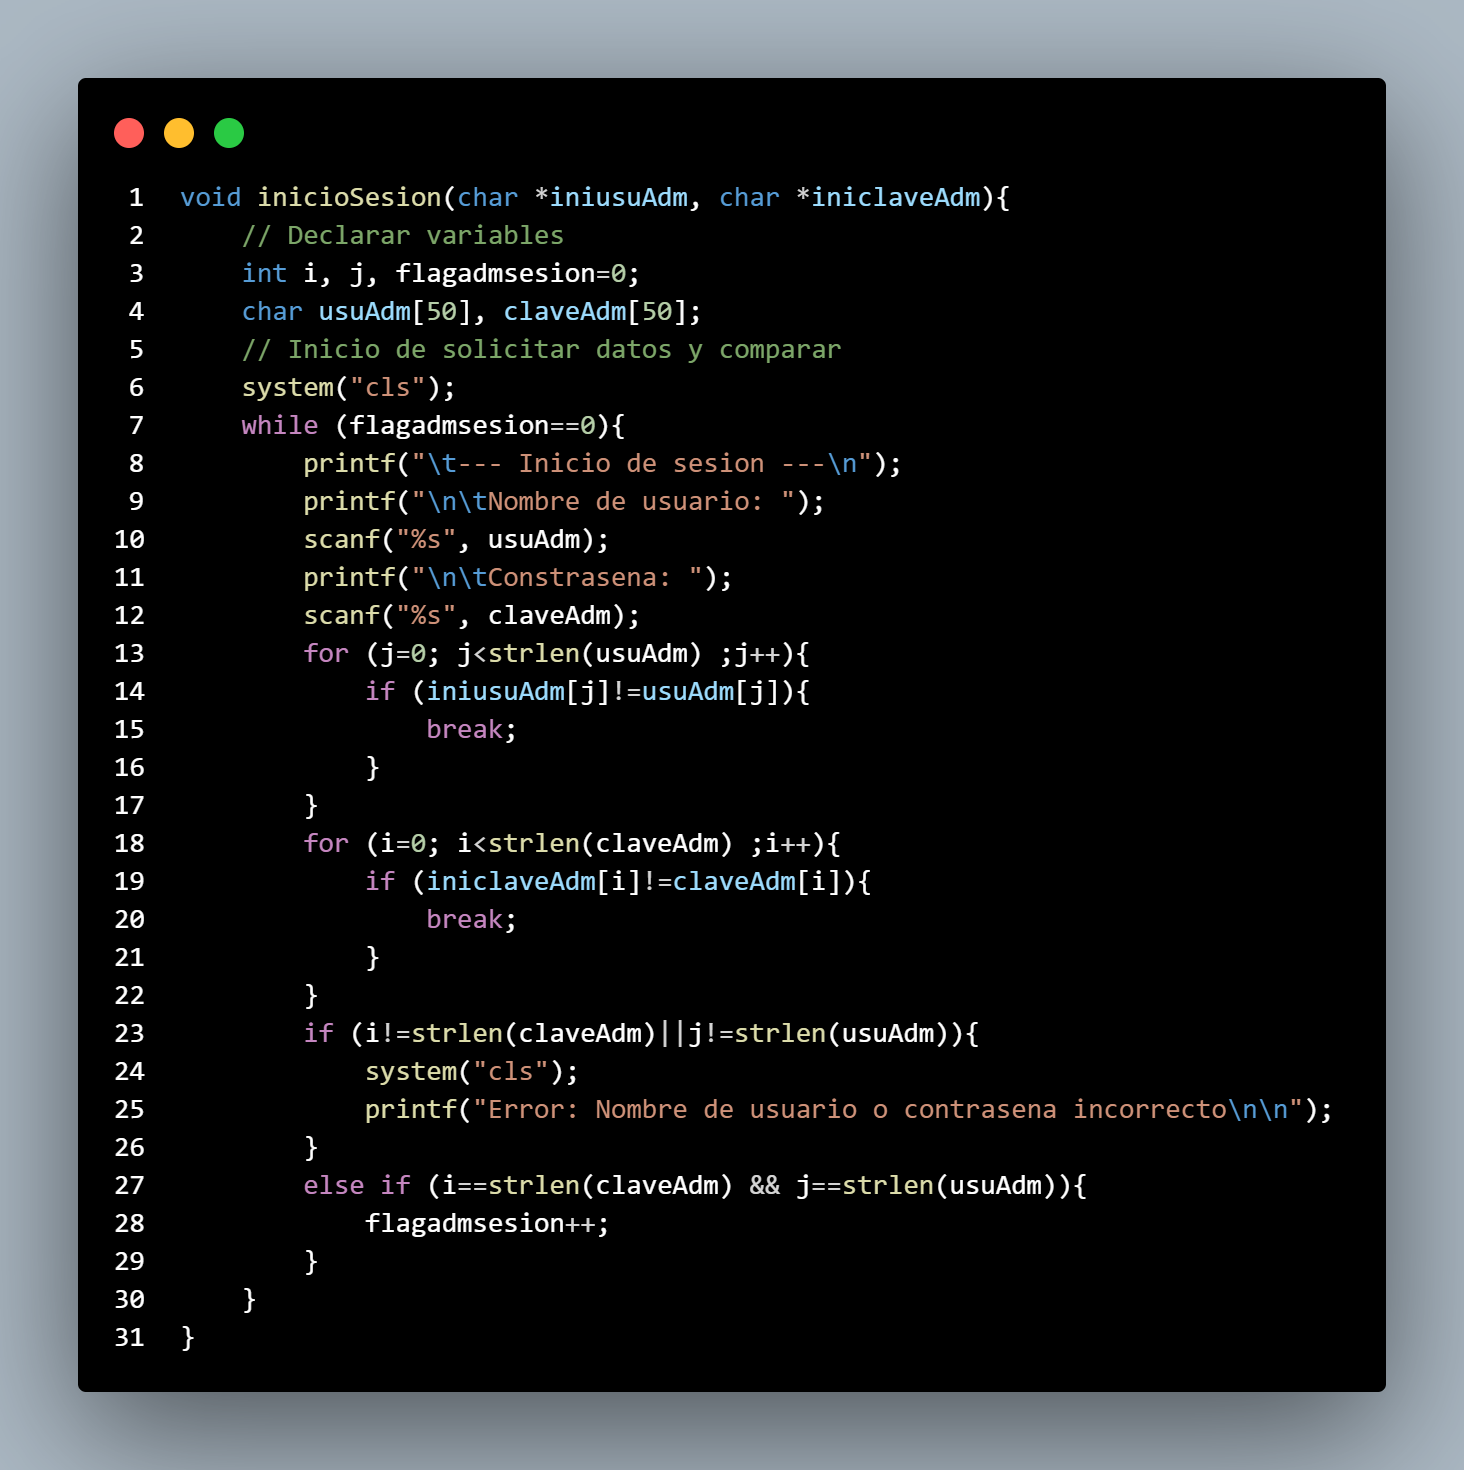 1 void inicioSesion(char *iniusuAdm, char *iniclaveAdm){
2     // Declarar variables
3     int i, j, flagadmsesion=0;
4     char usuAdm[50], claveAdm[50];
5     // Inicio de solicitar datos y comparar
6     system("cls");
7     while (flagadmsesion==0){
8         printf("\t--- Inicio de sesion ---\n");
9         printf("\n\tNombre de usuario: ");
10         scanf("%s", usuAdm);
11         printf("\n\tConstrasena: ");
12         scanf("%s", claveAdm);
13         for (j=0; j<strlen(usuAdm) ;j++){
14             if (iniusuAdm[j]!=usuAdm[j]){
15                 break;
16             }
17         }
18         for (i=0; i<strlen(claveAdm) ;i++){
19             if (iniclaveAdm[i]!=claveAdm[i]){
20                 break;
21             }
22         }
23         if (i!=strlen(claveAdm)||j!=strlen(usuAdm)){
24             system("cls");
25             printf("Error: Nombre de usuario o contrasena incorrecto\n\n");
26         }
27         else if (i==strlen(claveAdm) && j==strlen(usuAdm)){
28             flagadmsesion++;
29         }
30     }
31 }